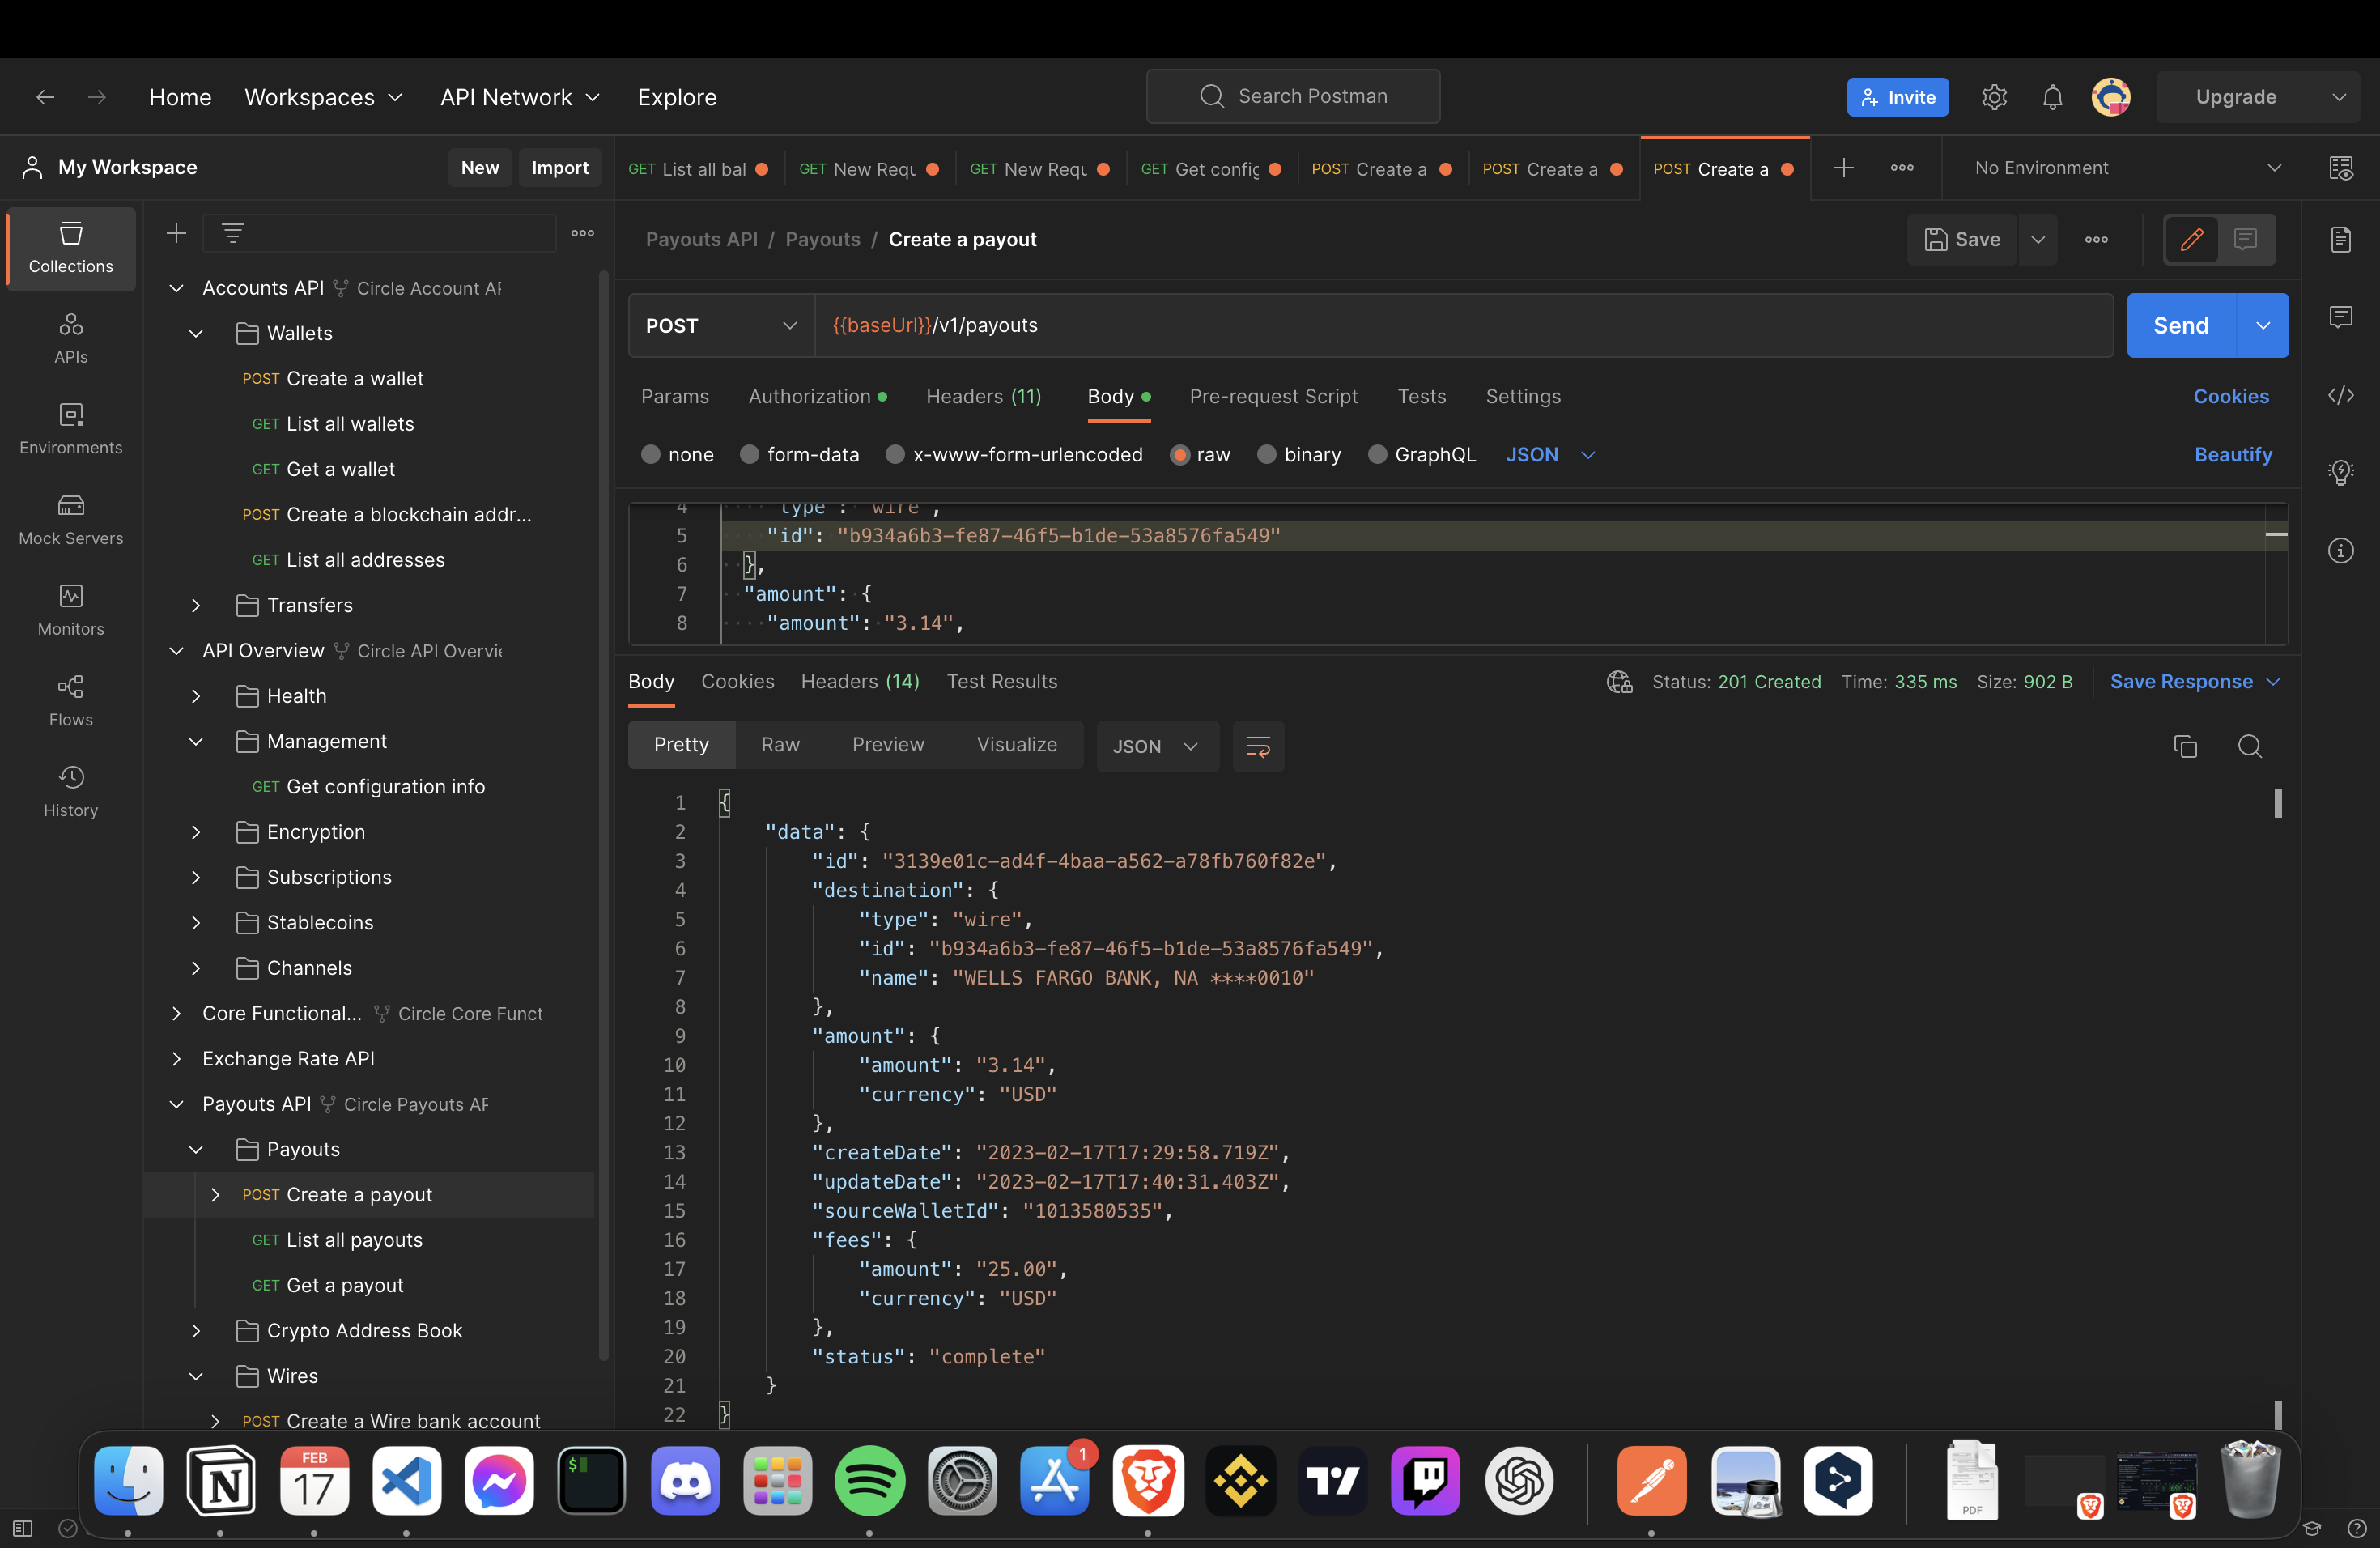 Home Workspaces API Network Explore Search Postman Invite Upgrade
My Workspace New Import
GET List all bal GET New Requ GET New Requ GET Get config POST Create a POST Create a POST Create a No Environment
Collections
APIs
Environments
Mock Servers
Monitors
Flows
History
Accounts API Circle Account AP
Wallets
POST Create a wallet
GET List all wallets
GET Get a wallet
POST Create a blockchain addr...
GET List all addresses
Transfers
API Overview Circle API Overvie
Health
Management
GET Get configuration info
Encryption
Subscriptions
Stablecoins
Channels
Core Functional... Circle Core Funct
Exchange Rate API
Payouts API Circle Payouts AP
Payouts
POST Create a payout
GET List all payouts
GET Get a payout
Crypto Address Book
Wires
POST Create a Wire bank account
Payouts API / Payouts / Create a payout Save
POST {{baseUrl}}/v1/payouts Send
Params Authorization Headers (11) Body Pre-request Script Tests Settings Cookies
none form-data x-www-form-urlencoded raw binary GraphQL JSON Beautify
4 "type": "wire",
5 "id": "b934a6b3-fe87-46f5-b1de-53a8576fa549"
6 },
7 "amount": {
8 "amount": "3.14",
Body Cookies Headers (14) Test Results Status: 201 Created Time: 335 ms Size: 902 B Save Response
Pretty Raw Preview Visualize JSON
1 {
2 "data": {
3 "id": "3139e01c-ad4f-4baa-a562-a78fb760f82e",
4 "destination": {
5 "type": "wire",
6 "id": "b934a6b3-fe87-46f5-b1de-53a8576fa549",
7 "name": "WELLS FARGO BANK, NA ****0010"
8 },
9 "amount": {
10 "amount": "3.14",
11 "currency": "USD"
12 },
13 "createDate": "2023-02-17T17:29:58.719Z",
14 "updateDate": "2023-02-17T17:40:31.403Z",
15 "sourceWalletId": "1013580535",
16 "fees": {
17 "amount": "25.00",
18 "currency": "USD"
19 },
20 "status": "complete"
21 }
22 }
FEB
17
$
1
PDF